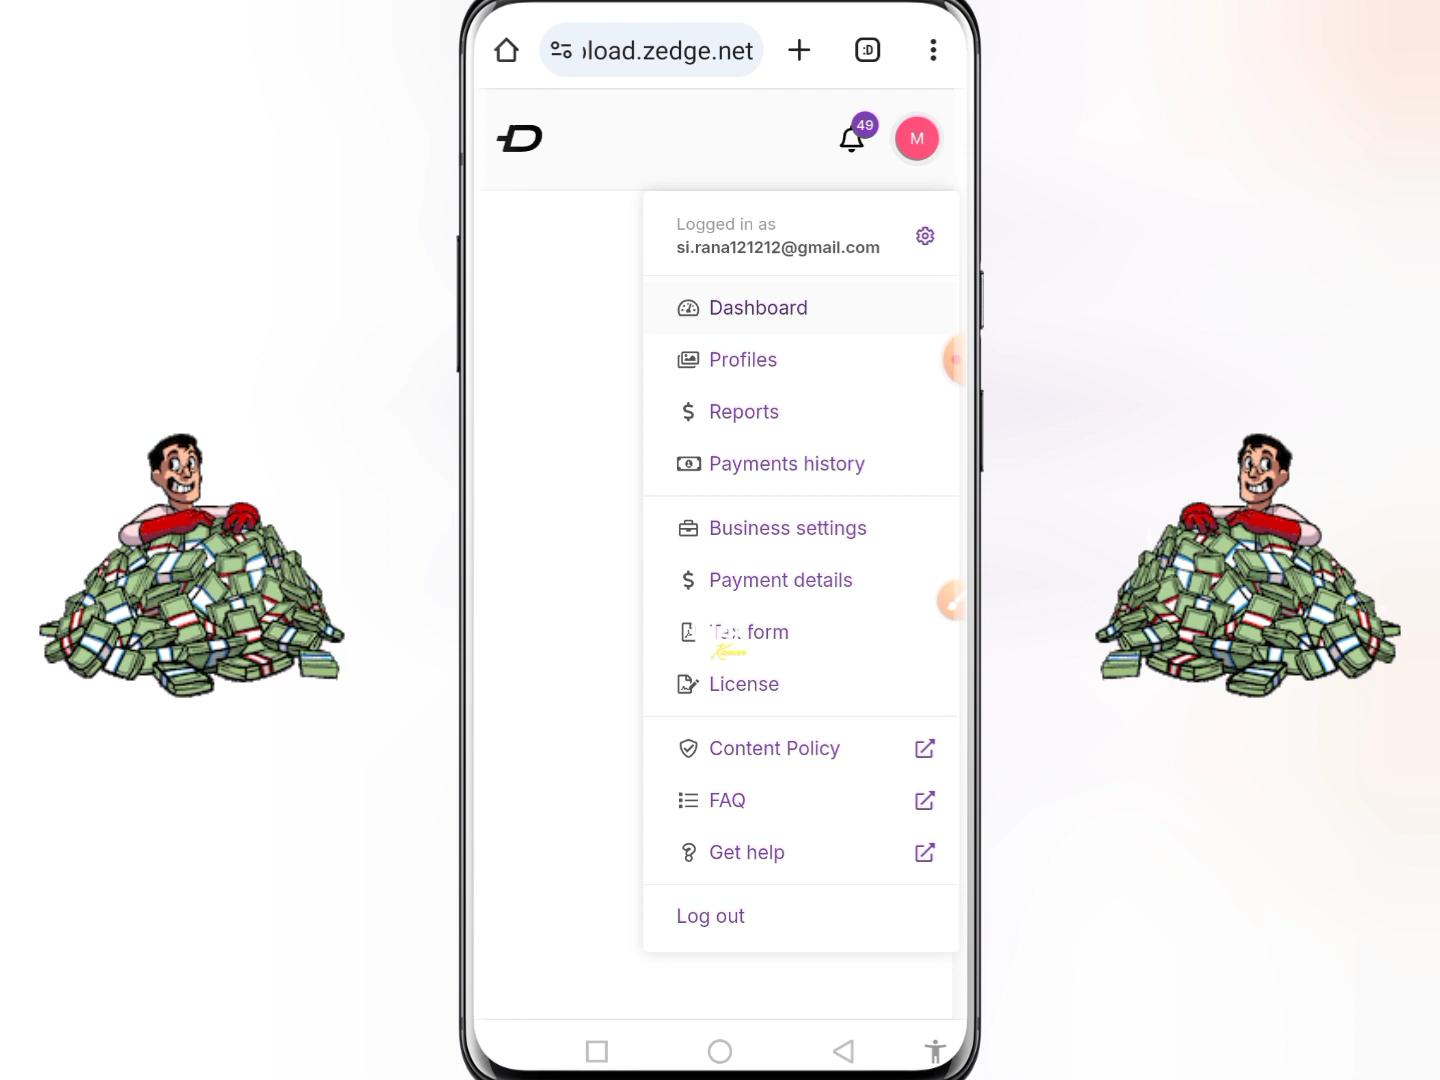 load.zedge.net
:D
49
M
Logged in as
si.rana121212@gmail.com
Dashboard
Profiles
Reports
Payments history
Business settings
Payment details
Tax form
License
Content Policy
FAQ
Get help
Log out